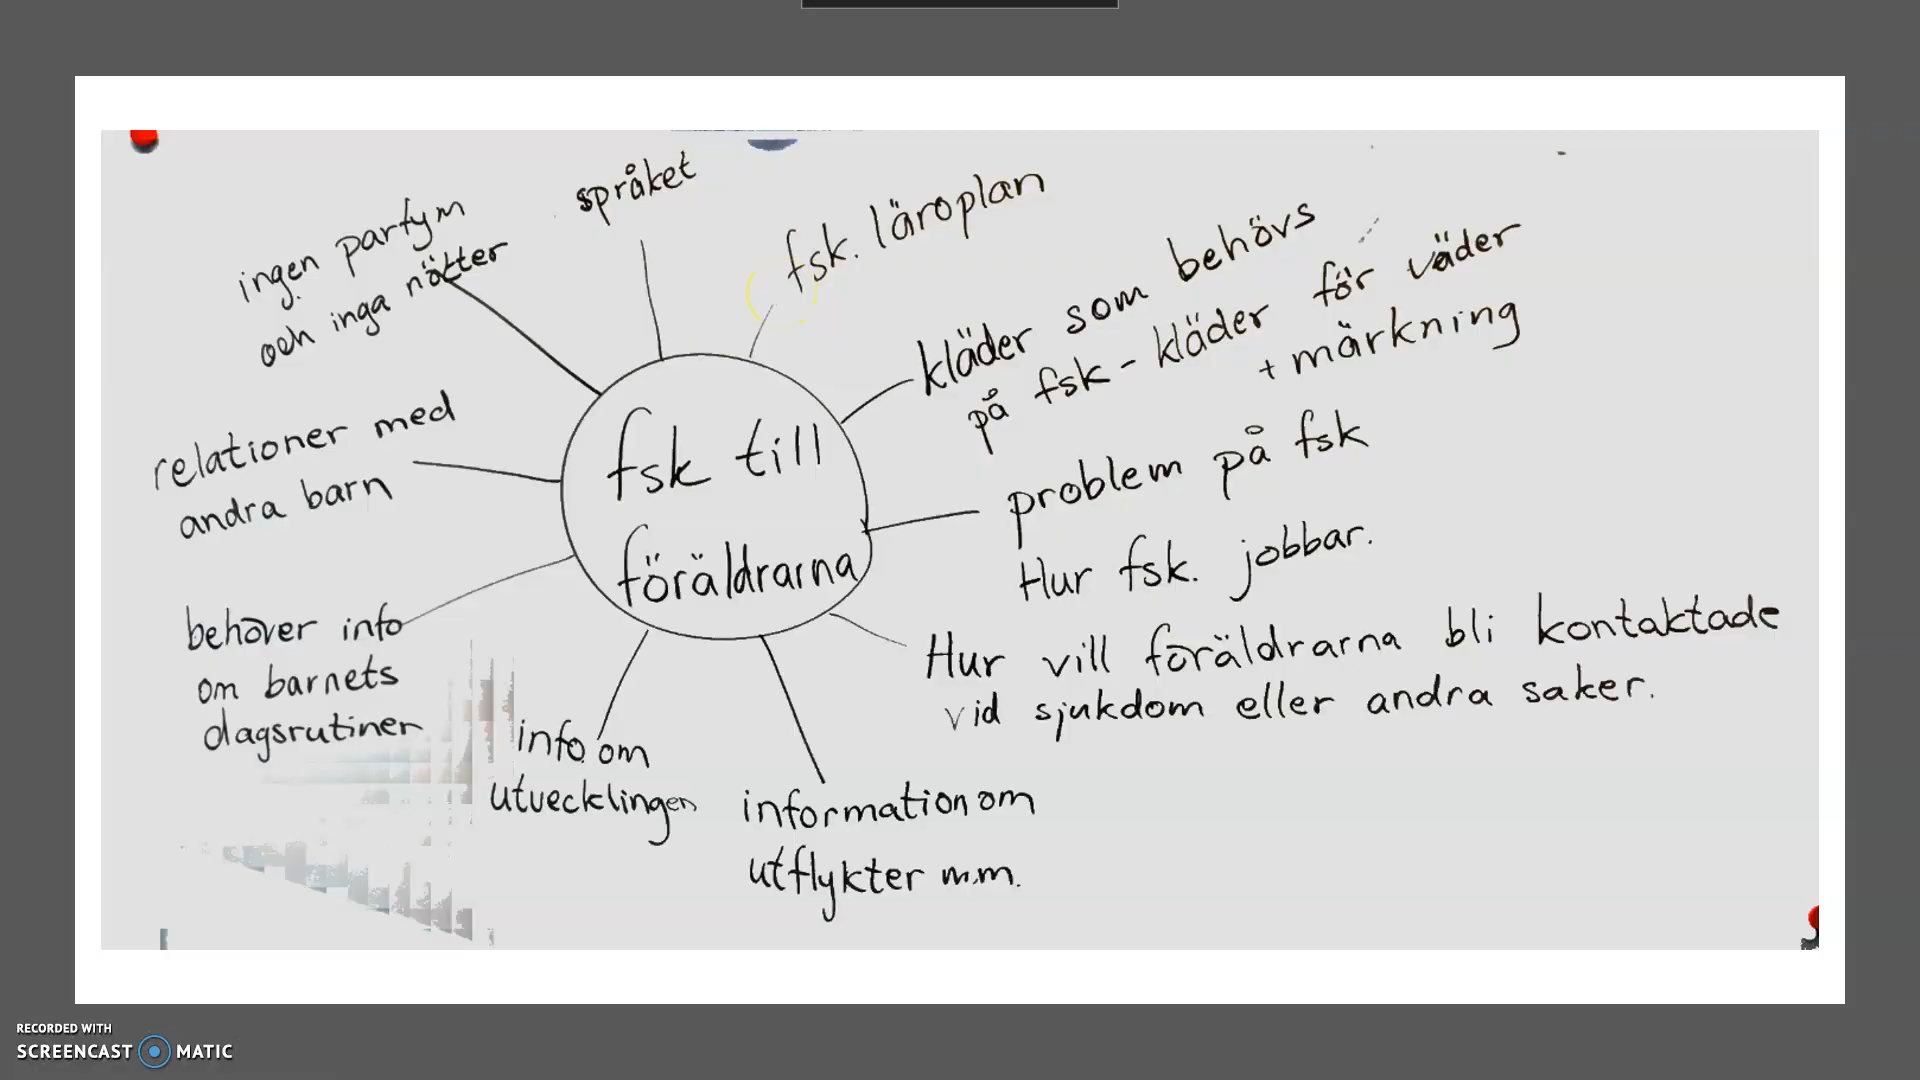 språket
fsk. läroplan
ingen parfym
och inga nötter
kläder som behövs
på fsk - kläder för väder
+ märkning
relationer med
andra barn
fsk till
föräldrarna
problem på fsk
Hur fsk. jobbar.
behöver info
om barnets
dagsrutiner
Hur vill föräldrarna bli kontaktade
vid sjukdom eller andra saker.
info om
utvecklingen
information om
utflykter m.m.
RECORDED WITH
SCREENCAST MATIC